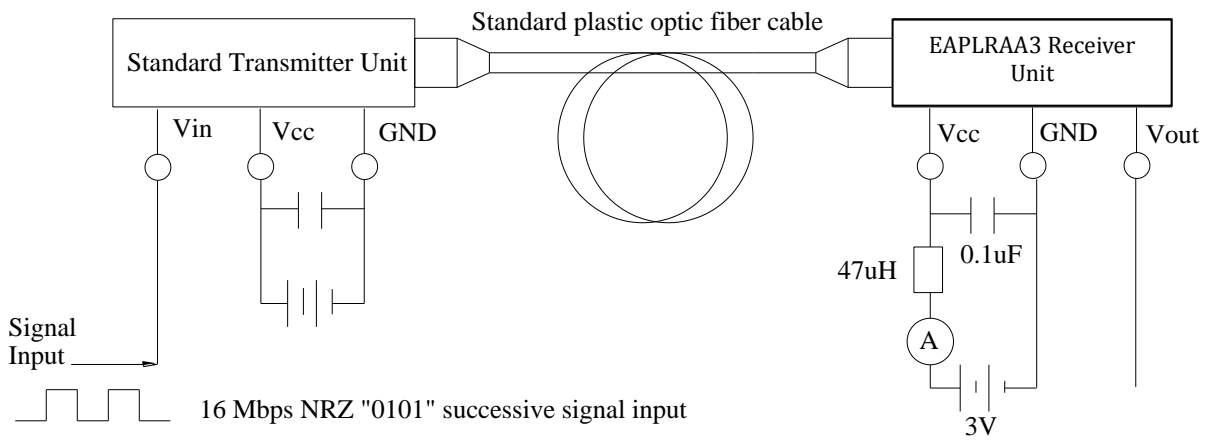 Standard plastic optic fiber cable
Standard Transmitter Unit
EAPLRAA3 Receiver
Unit
Vin
Vcc
GND
Vcc
GND
Vout
0.1uF
47uH
A
Signal
Input
16 Mbps NRZ "0101" successive signal input
3V